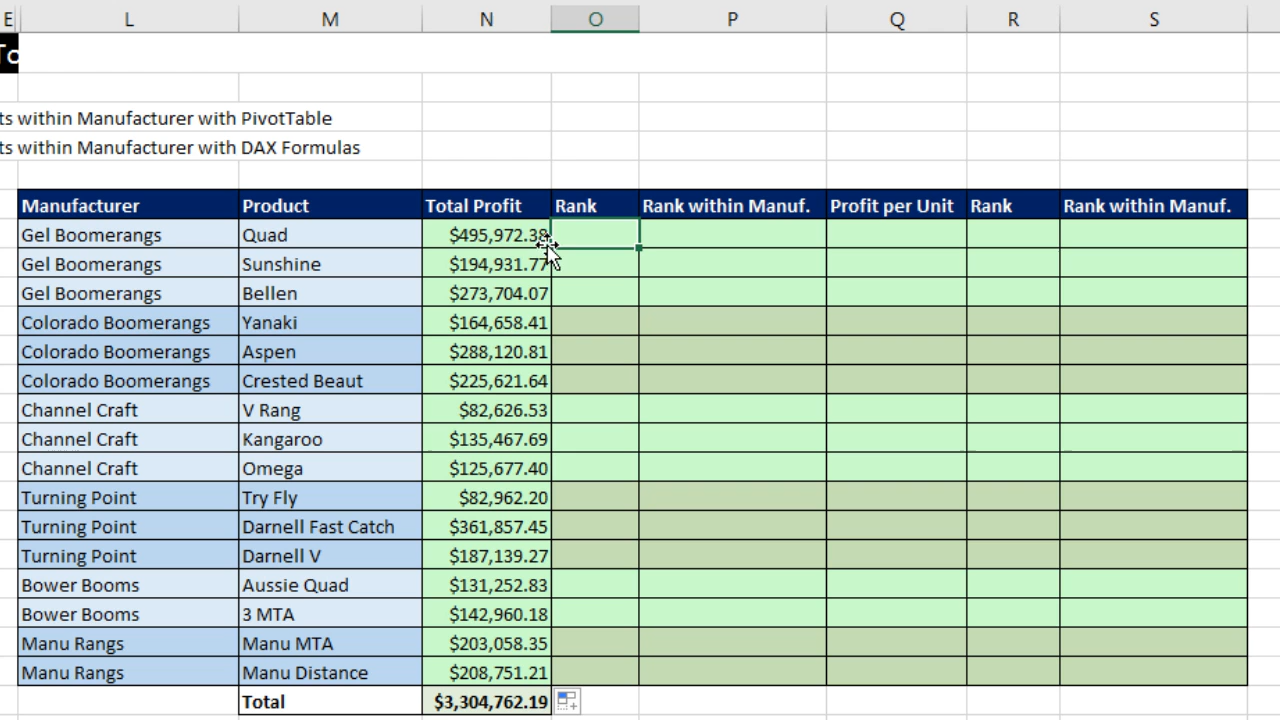 E L M N O P Q R S
To
ts within Manufacturer with PivotTable
ts within Manufacturer with DAX Formulas
Manufacturer Product Total Profit Rank Rank within Manuf. Profit per Unit Rank Rank within Manuf.
Gel Boomerangs Quad $495,972.38
Gel Boomerangs Sunshine $194,931.77
Gel Boomerangs Bellen $273,704.07
Colorado Boomerangs Yanaki $164,658.41
Colorado Boomerangs Aspen $288,120.81
Colorado Boomerangs Crested Beaut $225,621.64
Channel Craft V Rang $82,626.53
Channel Craft Kangaroo $135,467.69
Channel Craft Omega $125,677.40
Turning Point Try Fly $82,962.20
Turning Point Darnell Fast Catch $361,857.45
Turning Point Darnell V $187,139.27
Bower Booms Aussie Quad $131,252.83
Bower Booms 3 MTA $142,960.18
Manu Rangs Manu MTA $203,058.35
Manu Rangs Manu Distance $208,751.21
Total $3,304,762.19